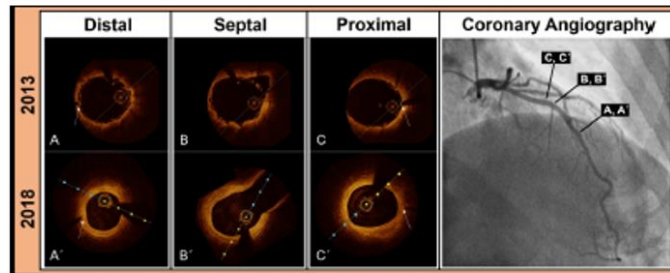 Distal Septal Proximal Coronary Angiography
2013
A B C
2018
A´ B´ C´
C, C´
B, B´
A, A´